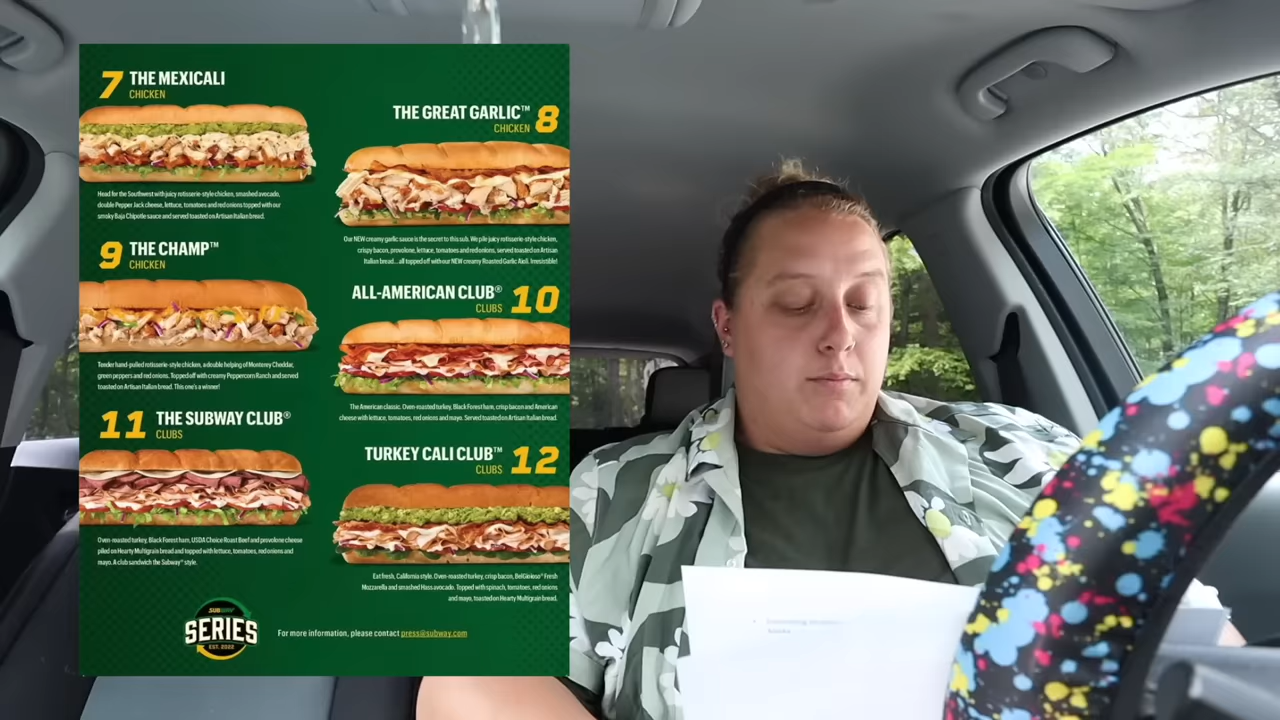 7 THE MEXICALI
CHICKEN
Head for the Southwest with juicy rotisserie-style chicken, smashed avocado,
double Pepper Jack cheese, lettuce, tomatoes and red onions topped with our
smoky Baja Chipotle sauce and served toasted on Artisan Italian bread.
THE GREAT GARLIC™ 8
CHICKEN
Our NEW creamy garlic sauce is the secret to this sub. We pile juicy rotisserie-style chicken,
crispy bacon, provolone, lettuce, tomatoes and red onions, served toasted on Artisan
Italian bread... all topped off with our NEW creamy Roasted Garlic Aioli. Irresistible!
9 THE CHAMP™
CHICKEN
Tender hand-pulled rotisserie-style chicken, a double helping of Monterey Cheddar,
green peppers and red onions. Topped off with creamy Peppercorn Ranch and served
toasted on Artisan Italian bread. This one's a winner!
ALL-AMERICAN CLUB® 10
CLUBS
The American classic. Oven-roasted turkey, Black Forest ham, crisp bacon and American
cheese with lettuce, tomatoes, red onions and mayo. Served toasted on Artisan Italian bread.
11 THE SUBWAY CLUB®
CLUBS
Oven-roasted turkey, Black Forest ham, USDA Choice Roast Beef and provolone cheese
piled on Hearty Multigrain bread and topped with lettuce, tomatoes, red onions and
mayo. A club sandwich the Subway® style.
TURKEY CALI CLUB™ 12
CLUBS
Eat fresh, California style. Oven-roasted turkey, crisp bacon, BelGioioso® Fresh
Mozzarella and smashed Hass avocado. Topped with spinach, tomatoes, red onions
and mayo, toasted on Hearty Multigrain bread.
SUBWAY
SERIES
EST. 2022
For more information, please contact press@subway.com